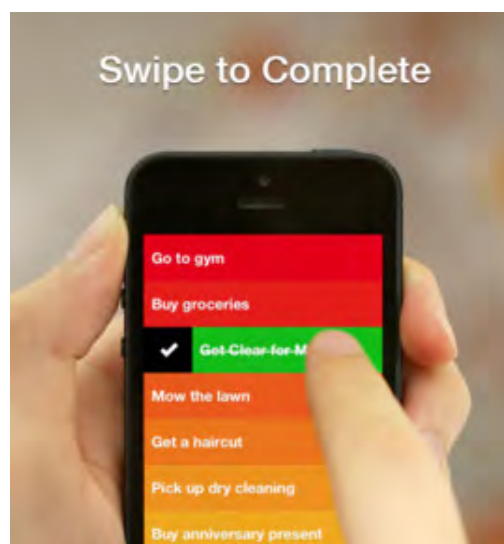 Swipe to Complete
Go to gym
Buy groceries
Get Clear for
Mow the lawn
Get a haircut
Pick up dry cleaning
Buy anniversary present